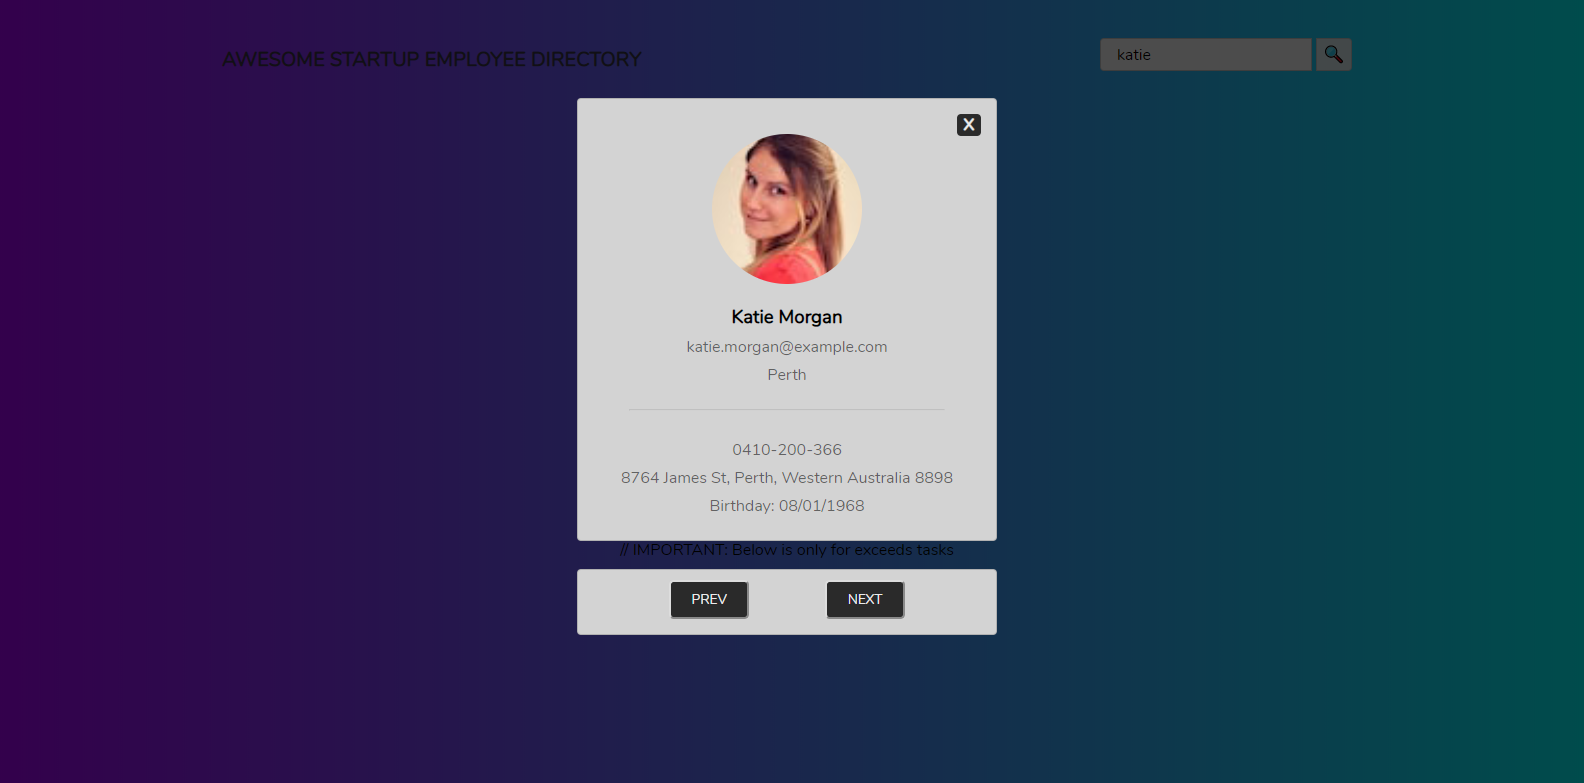 AWESOME STARTUP EMPLOYEE DIRECTORY
katie
X
Katie Morgan
katie.morgan@example.com
Perth
0410-200-366
8764 James St, Perth, Western Australia 8898
Birthday: 08/01/1968
// IMPORTANT: Below is only for exceeds tasks
PREV
NEXT